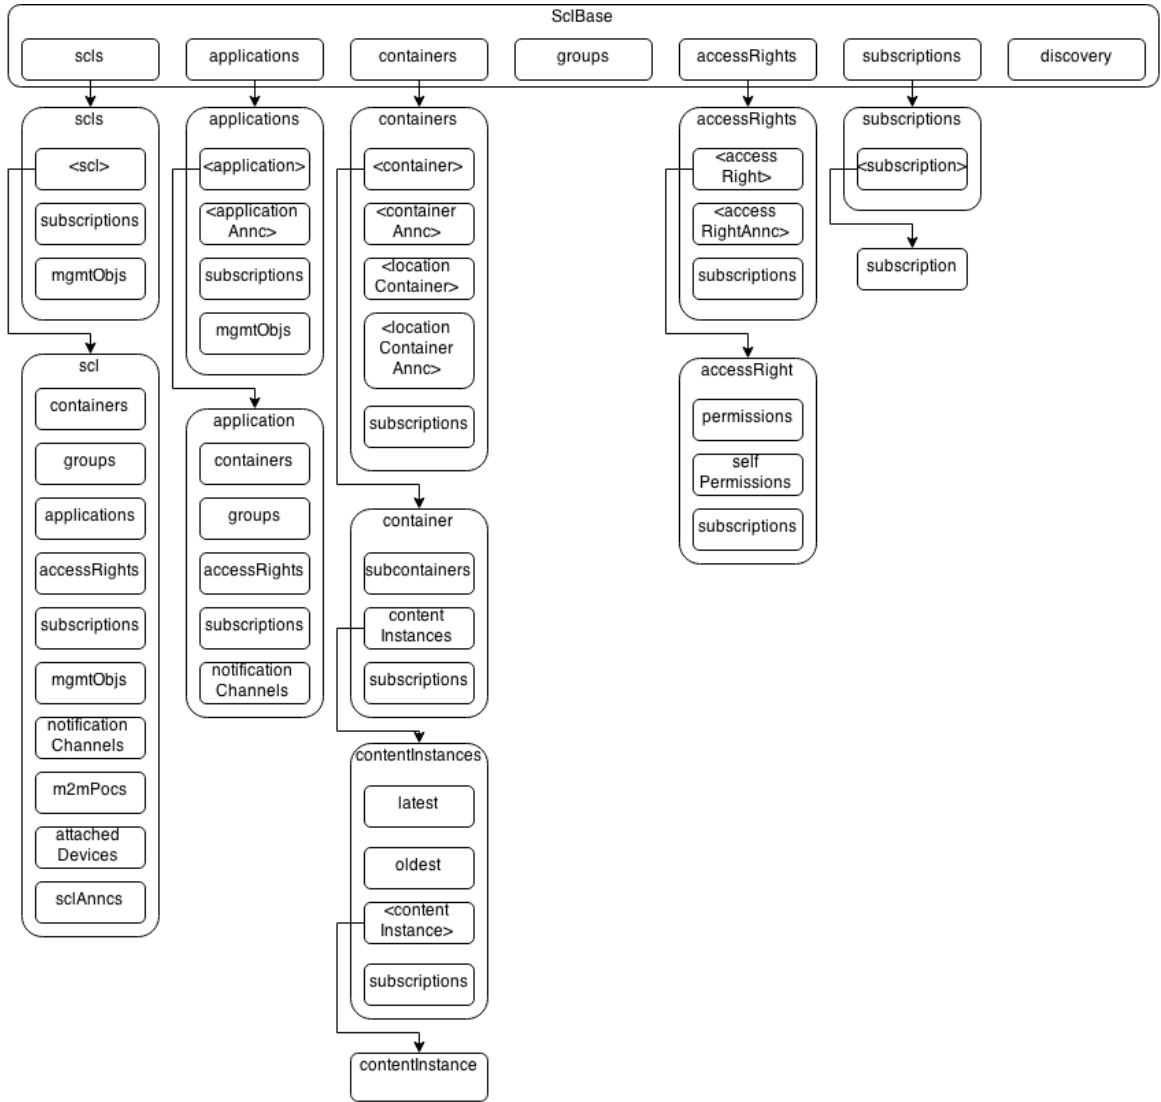 SclBase
scls
applications
containers
groups
accessRights
subscriptions
discovery
scls
<scl>
subscriptions
mgmtObjs
scl
containers
groups
applications
accessRights
subscriptions
mgmtObjs
notification
Channels
m2mPocs
attached
Devices
sclAnncs
applications
<application>
<application
Annc>
subscriptions
mgmtObjs
application
containers
groups
accessRights
subscriptions
notification
Channels
containers
<container>
<container
Annc>
<location
Container>
<location
Container
Annc>
subscriptions
container
subcontainers
content
Instances
subscriptions
contentInstances
latest
oldest
<content
Instance>
subscriptions
contentInstance
accessRights
<access
Right>
<access
RightAnnc>
subscriptions
accessRight
permissions
self
Permissions
subscriptions
subscriptions
<subscription>
subscription